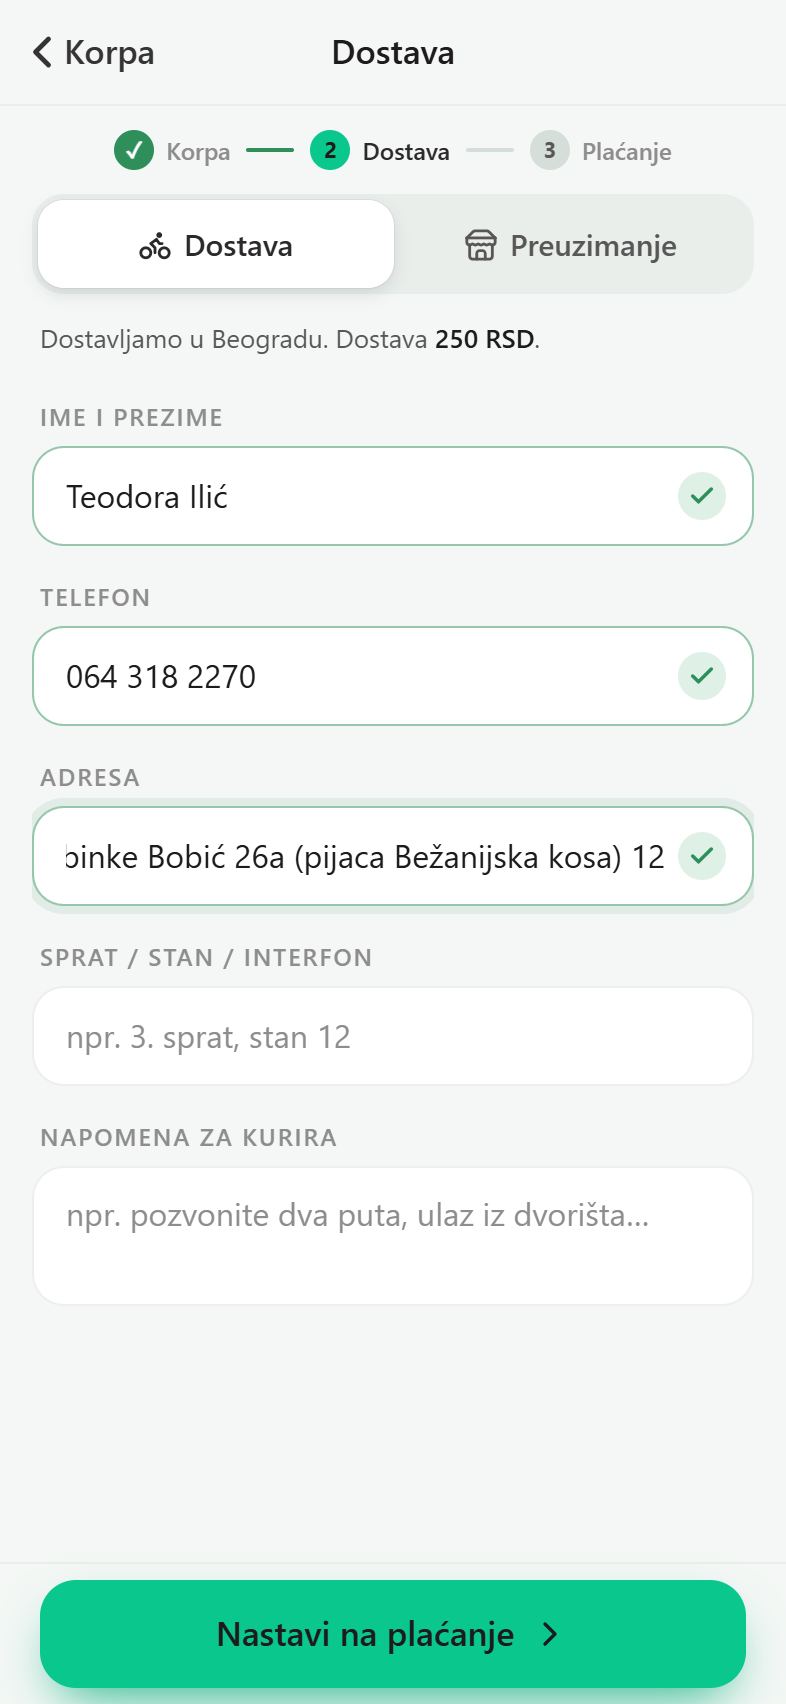 Korpa
Dostava
Korpa 2 Dostava 3 Plaćanje
Dostava Preuzimanje
Dostavljamo u Beogradu. Dostava 250 RSD.
IME I PREZIME
Teodora Ilić
TELEFON
064 318 2270
ADRESA
binke Bobić 26a (pijaca Bežanijska kosa) 12
SPRAT / STAN / INTERFON
npr. 3. sprat, stan 12
NAPOMENA ZA KURIRA
npr. pozvonite dva puta, ulaz iz dvorišta...
Nastavi na plaćanje